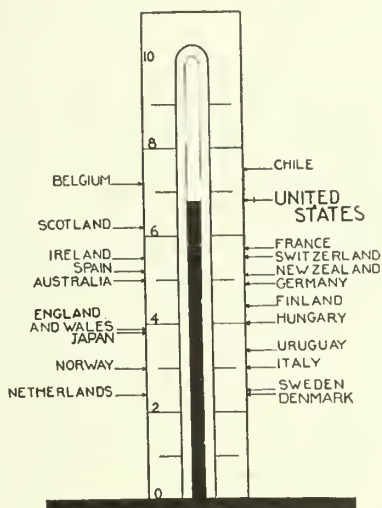 10
8
6
4
2
0
BELGIUM
SCOTLAND
IRELAND
SPAIN
AUSTRALIA
ENGLAND
AND WALES
JAPAN
NORWAY
NETHERLANDS
CHILE
UNITED
STATES
FRANCE
SWITZERLAND
NEW ZEALAND
GERMANY
FINLAND
HUNGARY
URUGUAY
ITALY
SWEDEN
DENMARK